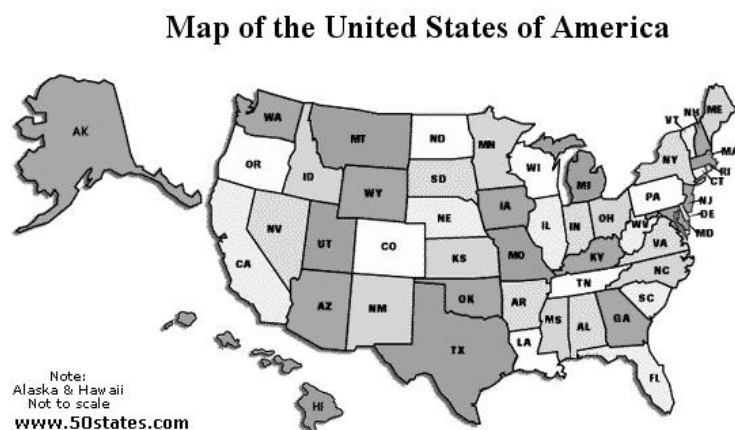 Map of the United States of America
AK
WA
MT
ND
MN
VT
NH
ME
OR
ID
SD
WI
MI
NY
MA
RI
CT
WY
NE
IA
PA
NJ
DE
MD
NV
UT
CO
IL
IN
OH
WV
VA
CA
KS
MO
KY
NC
AZ
NM
OK
AR
TN
SC
TX
LA
MS
AL
GA
FL
HI
Note:
Alaska & Hawaii
Not to scale
www.50states.com